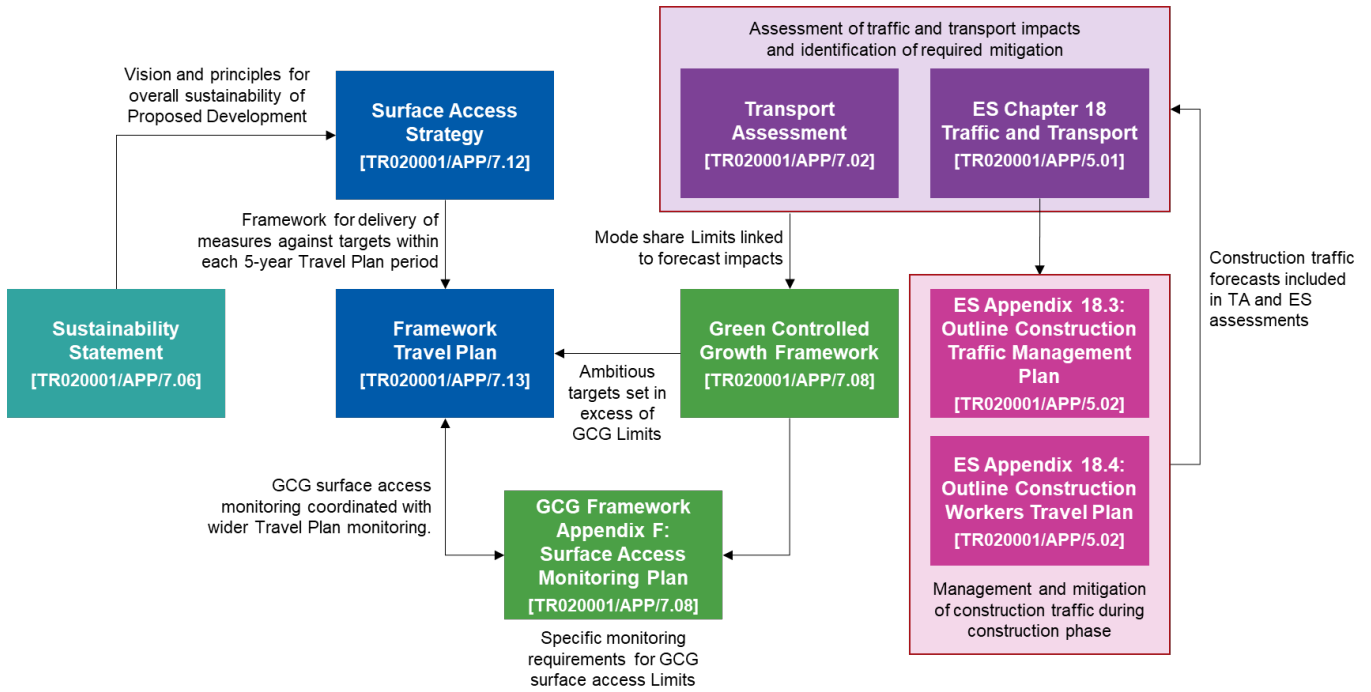 Assessment of traffic and transport impacts
and identification of required mitigation
Vision and principles for
overall sustainability of
Proposed Development
Surface Access
Strategy
[TR020001/APP/7.12]
Transport
Assessment
[TR020001/APP/7.02]
ES Chapter 18
Traffic and Transport
[TR020001/APP/5.01]
Framework for delivery of
measures against targets within
each 5-year Travel Plan period
Mode share Limits linked
to forecast impacts
Construction traffic
forecasts included
in TA and ES
assessments
Sustainability
Statement
[TR020001/APP/7.06]
Framework
Travel Plan
[TR020001/APP/7.13]
Ambitious
targets set in
excess of
GCG Limits
Green Controlled
Growth Framework
[TR020001/APP/7.08]
ES Appendix 18.3:
Outline Construction
Traffic Management
Plan
[TR020001/APP/5.02]
GCG surface access
monitoring coordinated with
wider Travel Plan monitoring.
GCG Framework
Appendix F:
Surface Access
Monitoring Plan
[TR020001/APP/7.08]
Specific monitoring
requirements for GCG
surface access Limits
ES Appendix 18.4:
Outline Construction
Workers Travel Plan
[TR020001/APP/5.02]
Management and mitigation
of construction traffic during
construction phase